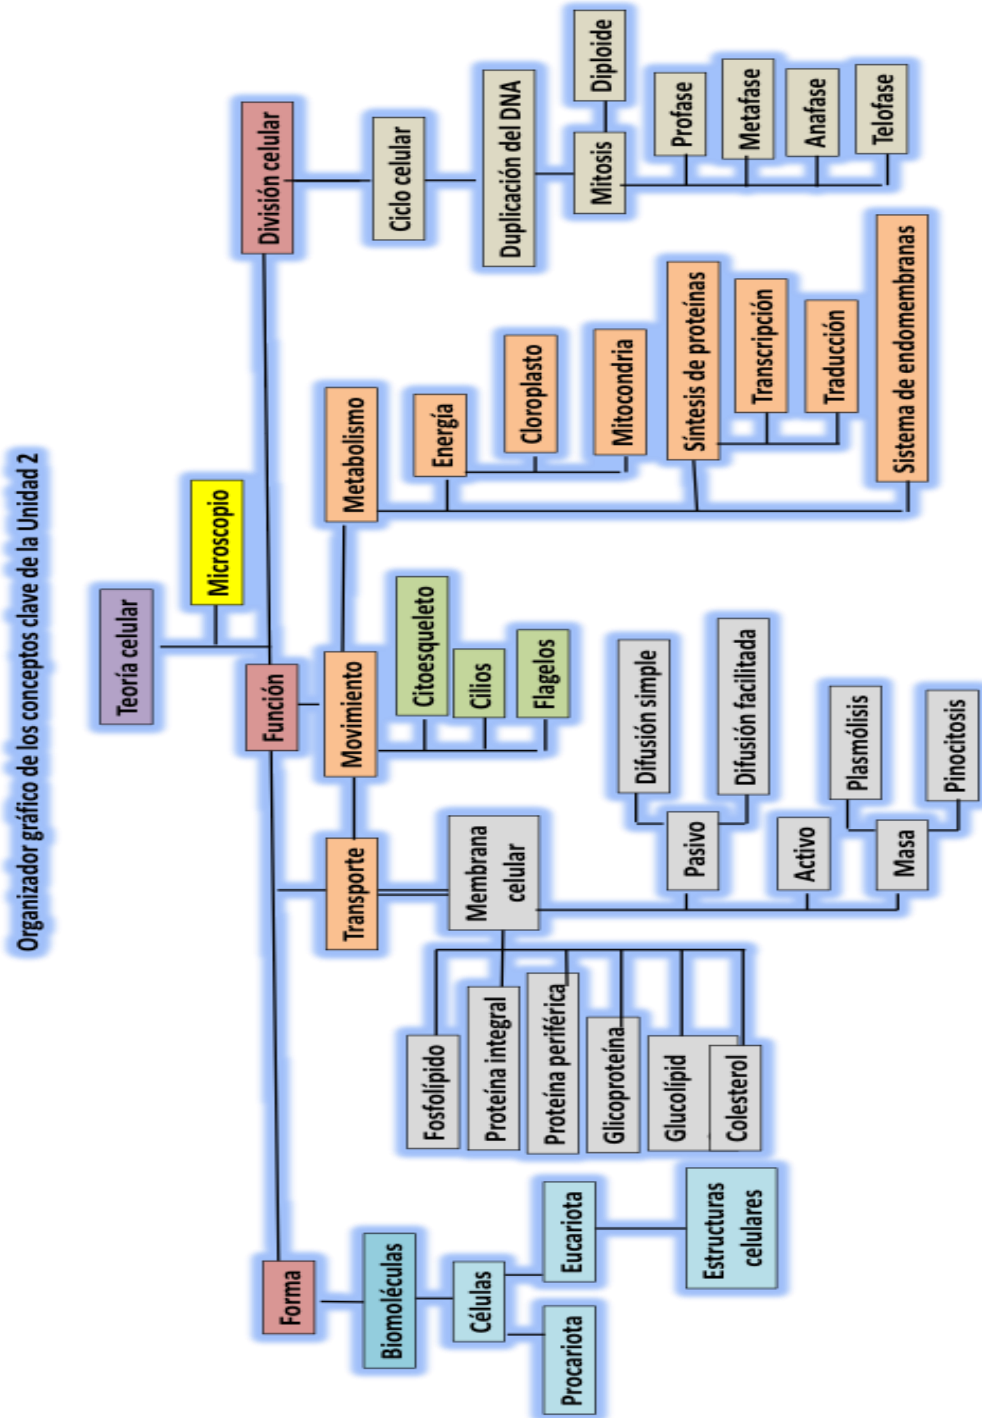 Organizador gráfico de los conceptos clave de la Unidad 2
Teoría celular
Microscopio
Forma
Función
División celular
Biomoléculas
Células
Procariota
Eucariota
Estructuras
celulares
Transporte
Movimiento
Metabolismo
Membrana
celular
Fosfolípido
Proteína integral
Proteína periférica
Glicoproteína
Glucolípid
Colesterol
Pasivo
Difusión simple
Difusión facilitada
Activo
Masa
Plasmólisis
Pinocitosis
Citoesqueleto
Cilios
Flagelos
Energía
Cloroplasto
Mitocondria
Síntesis de proteínas
Transcripción
Traducción
Sistema de endomembranas
Ciclo celular
Duplicación del DNA
Mitosis
Diploide
Profase
Metafase
Anafase
Telofase